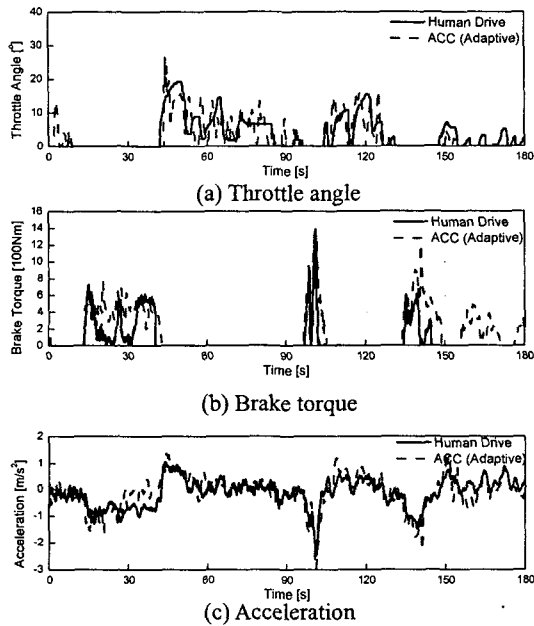 40
30
20
10
0
Throttle Angle [°]
Human Drive
ACC (Adaptive)
0 30 60 90 120 150 180
Time [s]
(a) Throttle angle
18
16
14
12
10
8
6
4
2
0
Brake Torque [100Nm]
Human Drive
ACC (Adaptive)
0 30 60 90 120 150 180
Time [s]
(b) Brake torque
2
1
0
-1
-2
-3
Acceleration [m/s²]
Human Drive
ACC (Adaptive)
0 30 60 90 120 150 180
Time [s]
(c) Acceleration